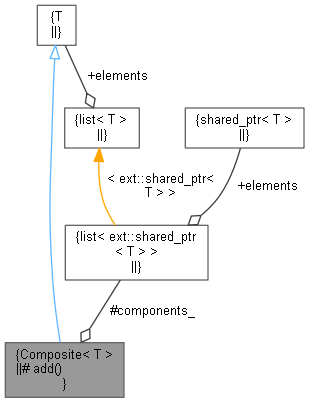 {T
||}
+elements
{list< T >
||}
{shared_ptr< T >
||}
< ext::shared_ptr<
T > >
+elements
{list< ext::shared_ptr
< T > >
||}
#components_
{Composite< T >
||# add()
}